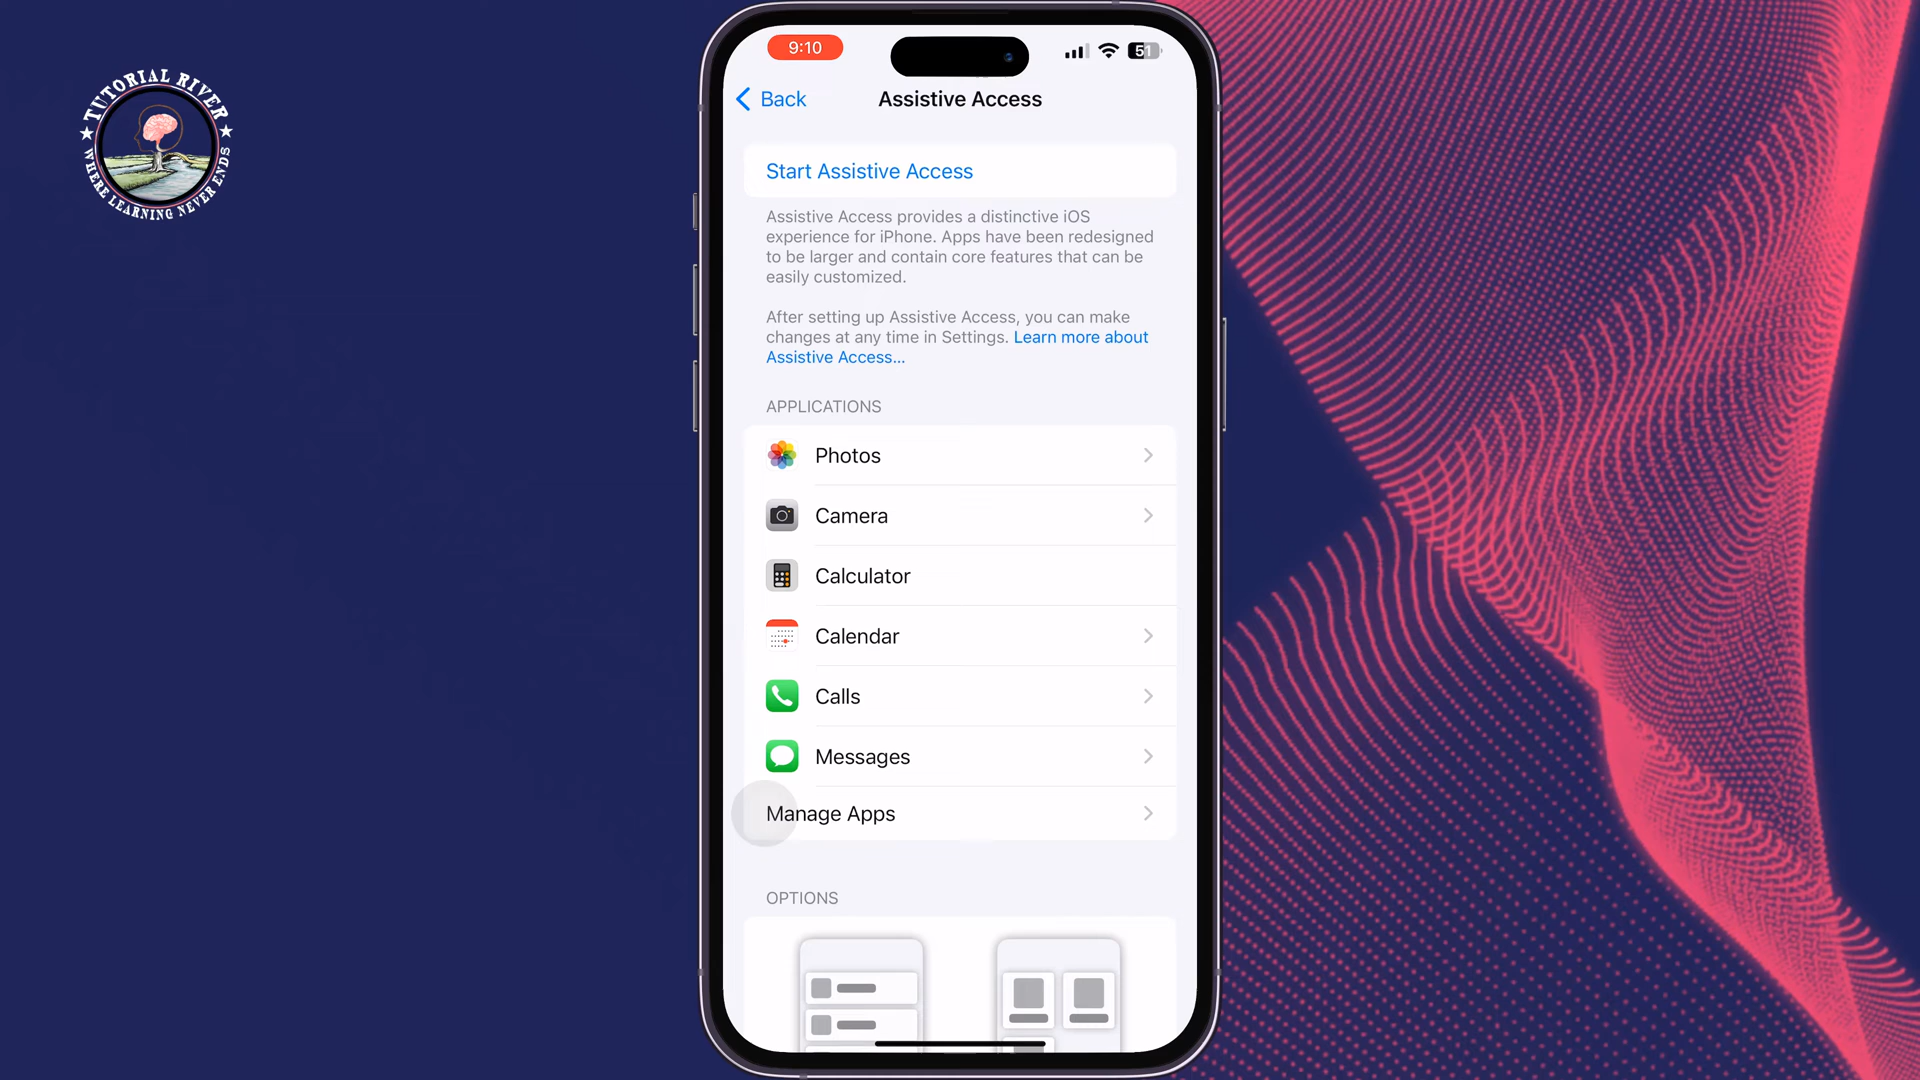 TUTORIAL RIVER
WHERE LEARNING NEVER ENDS
9:10
51
Back
Assistive Access
Start Assistive Access
Assistive Access provides a distinctive iOS
experience for iPhone. Apps have been redesigned
to be larger and contain core features that can be
easily customized.
After setting up Assistive Access, you can make
changes at any time in Settings. Learn more about
Assistive Access...
APPLICATIONS
Photos
Camera
Calculator
Calendar
Calls
Messages
Manage Apps
OPTIONS